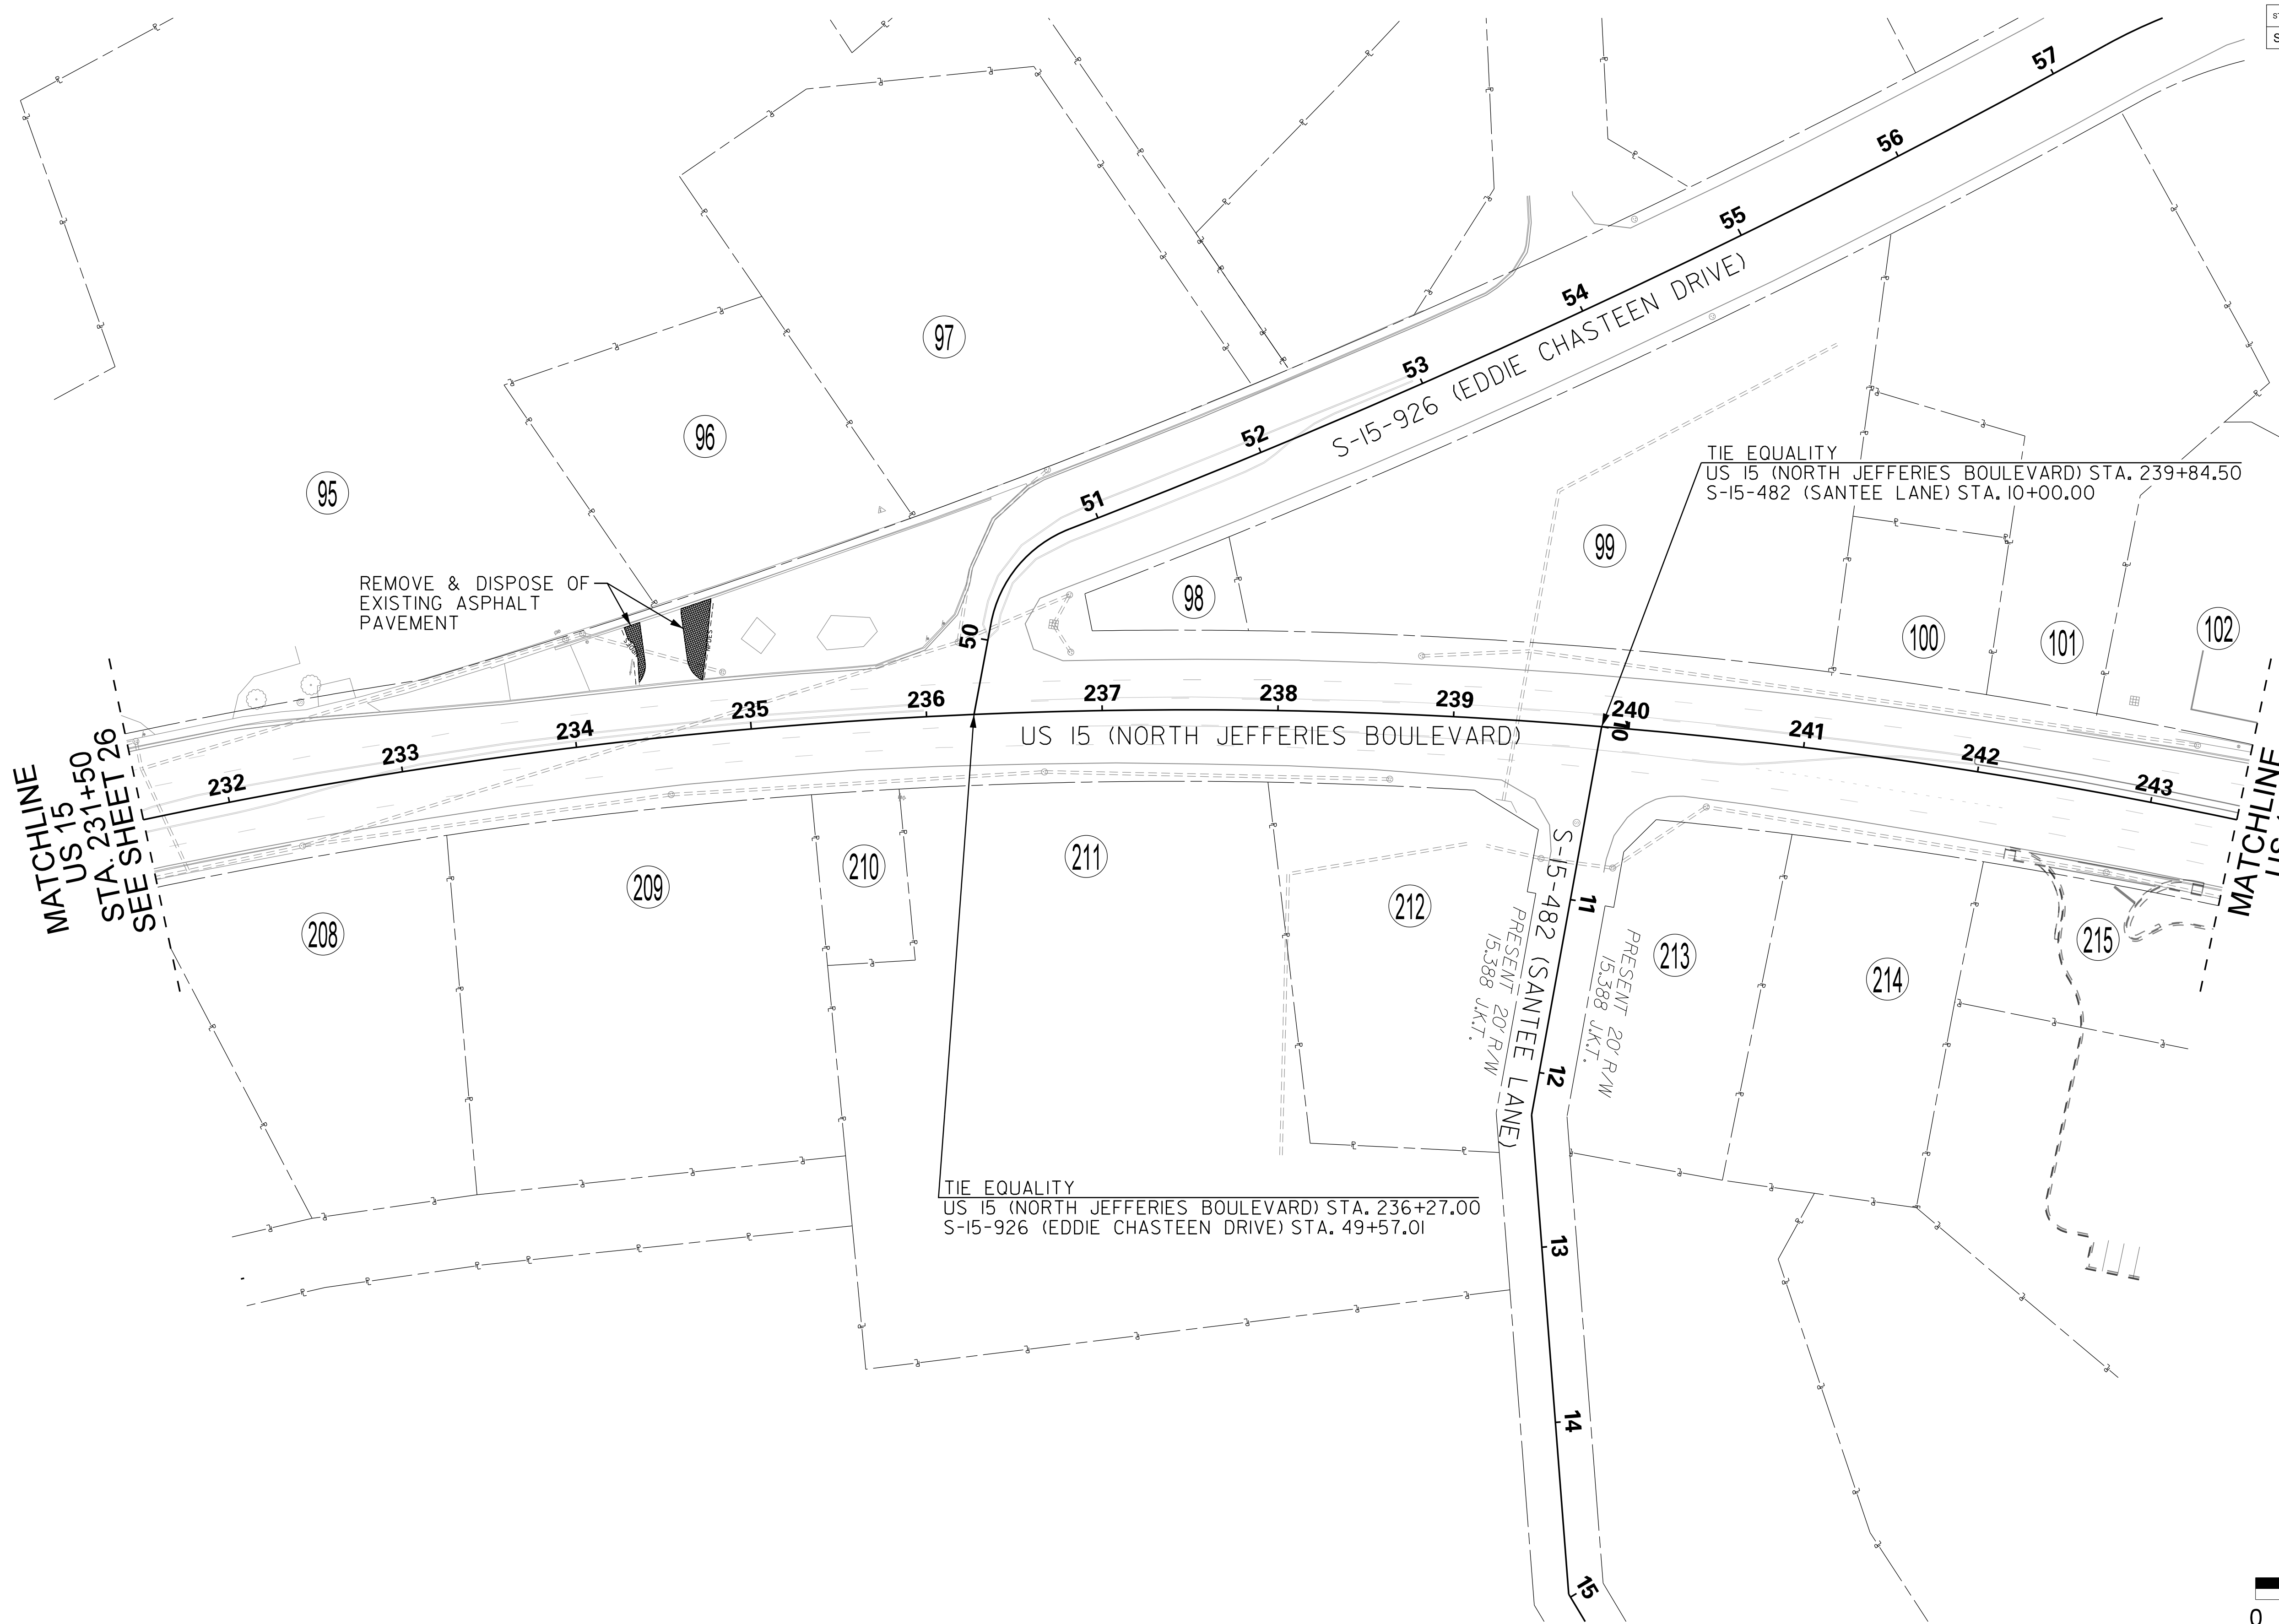 57
56
55
54
53
52
51
50
S-15-926 (EDDIE CHASTEEN DRIVE)
97
96
95
TIE EQUALITY
US 15 (NORTH JEFFERIES BOULEVARD) STA. 239+84.50
S-15-482 (SANTEE LANE) STA. 10+00.00
99
98
100
101
102
REMOVE & DISPOSE OF
EXISTING ASPHALT
PAVEMENT
232
233
234
235
236
237
238
239
240
241
242
243
US 15 (NORTH JEFFERIES BOULEVARD)
MATCHLINE
US 15
STA. 231+50
SEE SHEET 26
MATCHLINE
208
209
210
211
212
213
214
215
10
11
12
13
14
15
S-15-482 (SANTEE LANE)
PRESENT 20' R/W
15.388 J.K.T.
PRESENT 20' R/W
15.388 J.K.T.
TIE EQUALITY
US 15 (NORTH JEFFERIES BOULEVARD) STA. 236+27.00
S-15-926 (EDDIE CHASTEEN DRIVE) STA. 49+57.01
0